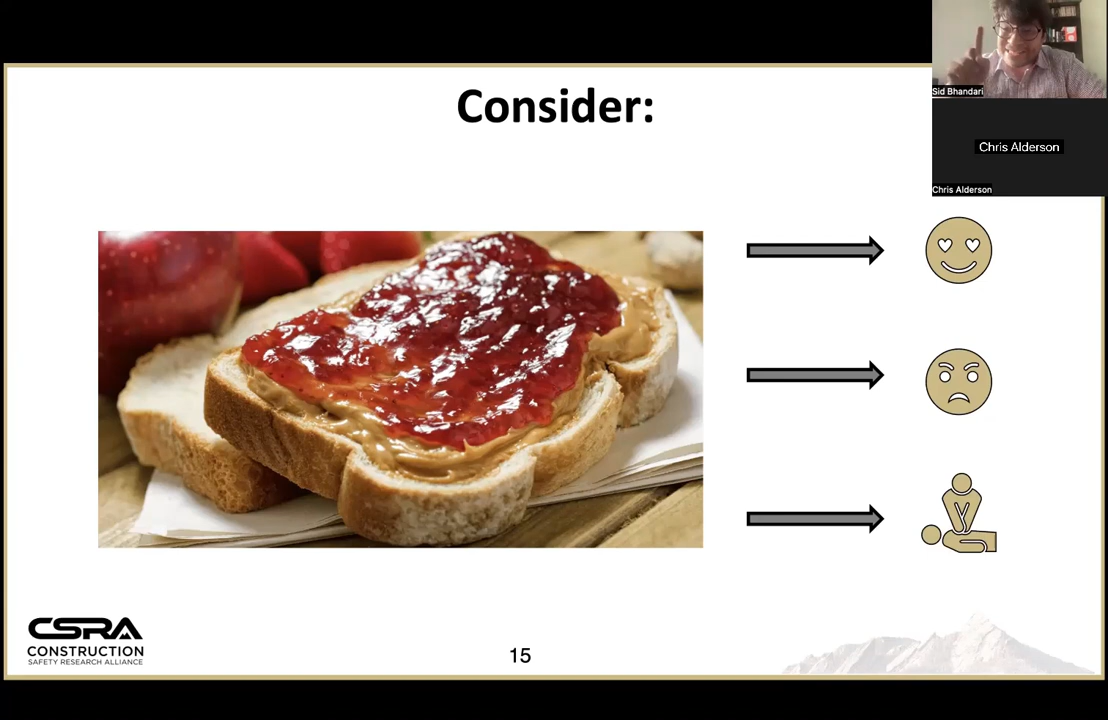 Consider:
Sid Bhandari
Chris Alderson
Chris Alderson
CSRA
CONSTRUCTION
SAFETY RESEARCH ALLIANCE
15